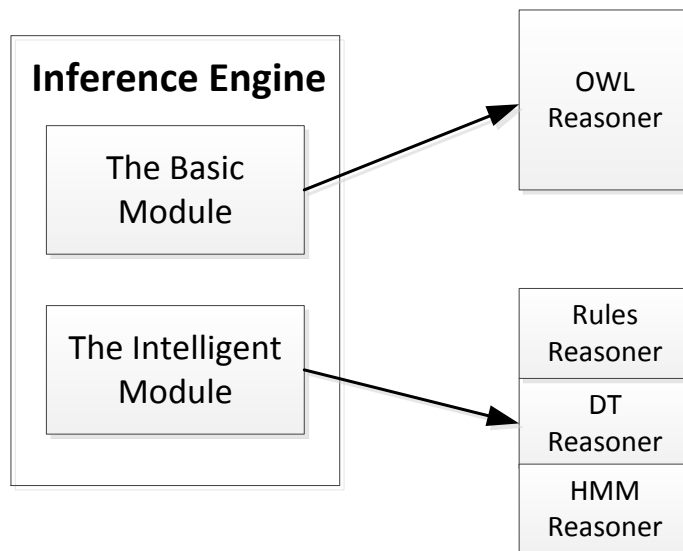 Inference Engine
The Basic
Module
The Intelligent
Module
OWL
Reasoner
Rules
Reasoner
DT
Reasoner
HMM
Reasoner